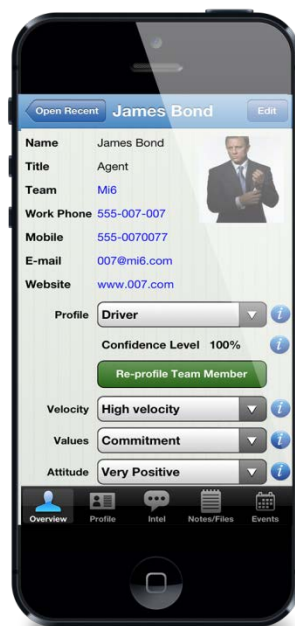 Open Recent James Bond Edit
Name James Bond
Title Agent
Team Mi6
Work Phone 555-007-007
Mobile 555-0070077
E-mail 007@mi6.com
Website www.007.com
Profile Driver i
Confidence Level 100% i
Re-profile Team Member
Velocity High velocity i
Values Commitment i
Attitude Very Positive i
Overview Profile Intel Notes/Files Events